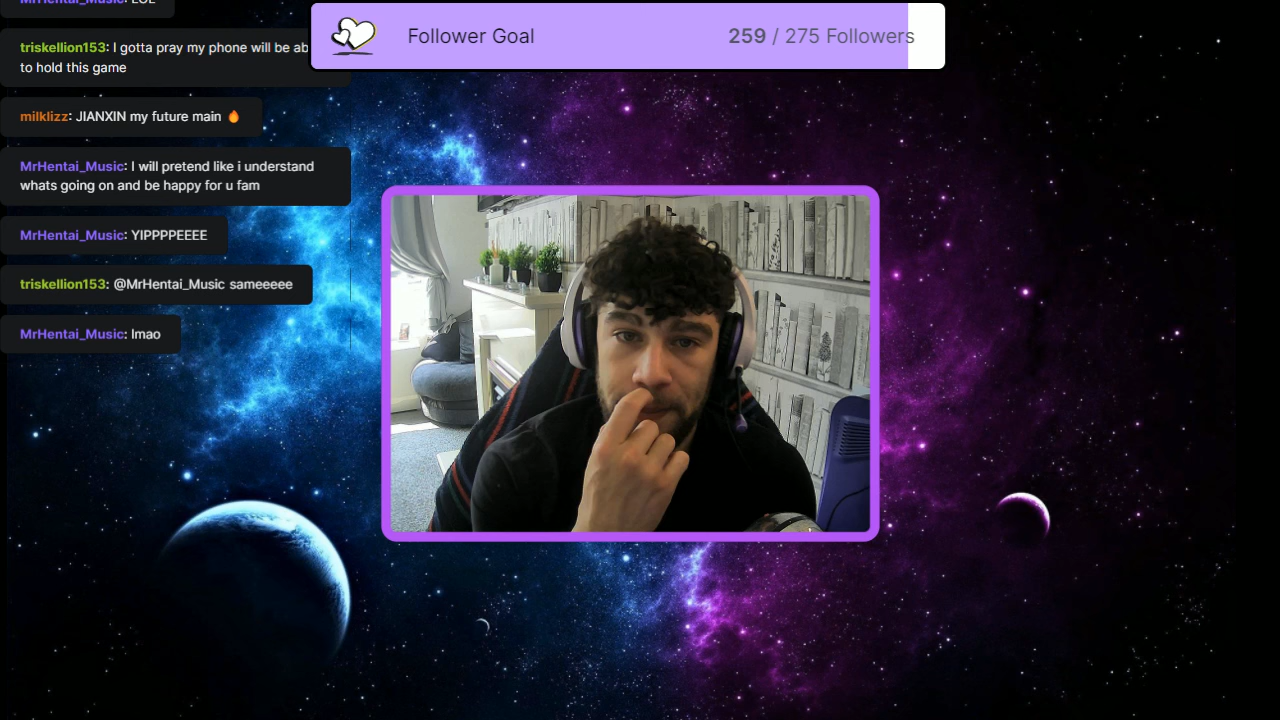 MrHentai_Music: LOL
Follower Goal
259 / 275 Followers
triskellion153: I gotta pray my phone will be ab
to hold this game
milklizz: JIANXIN my future main 🔥
MrHentai_Music: I will pretend like i understand
whats going on and be happy for u fam
MrHentai_Music: YIPPPPEEEE
triskellion153: @MrHentai_Music sameeeee
MrHentai_Music: lmao